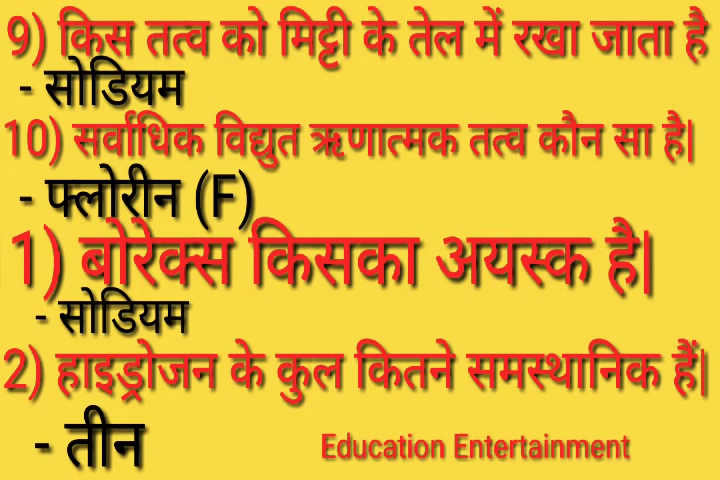 9) किस तत्व को मिट्टी के तेल में रखा जाता है
- सोडियम
10) सर्वाधिक विद्युत ऋणात्मक तत्व कौन सा है|
- फ्लोरीन (F)
1) बोरेक्स किसका अयस्क है|
- सोडियम
2) हाइड्रोजन के कुल कितने समस्थानिक हैं|
- तीन
Education Entertainment